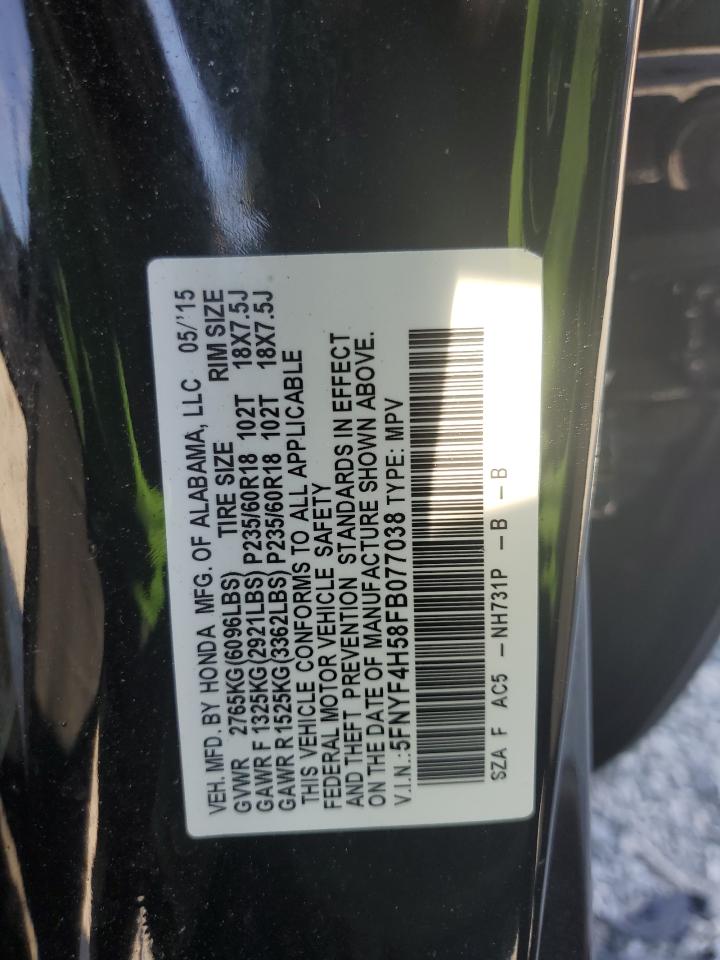 VEH. MFD. BY HONDA MFG. OF ALABAMA, LLC 05/'15
GVWR 2765KG(6096LBS) TIRE SIZE RIM SIZE
GAWR F 1325KG(2921LBS) P235/60R18 102T 18X7.5J
GAWR R 1525KG(3362LBS) P235/60R18 102T 18X7.5J
THIS VEHICLE CONFORMS TO ALL APPLICABLE
FEDERAL MOTOR VEHICLE SAFETY
AND THEFT PREVENTION STANDARDS IN EFFECT
ON THE DATE OF MANUFACTURE SHOWN ABOVE.
V.I.N.:5FNYF4H58FB077038 TYPE: MPV
SZA F AC5 -NH731P -B -B